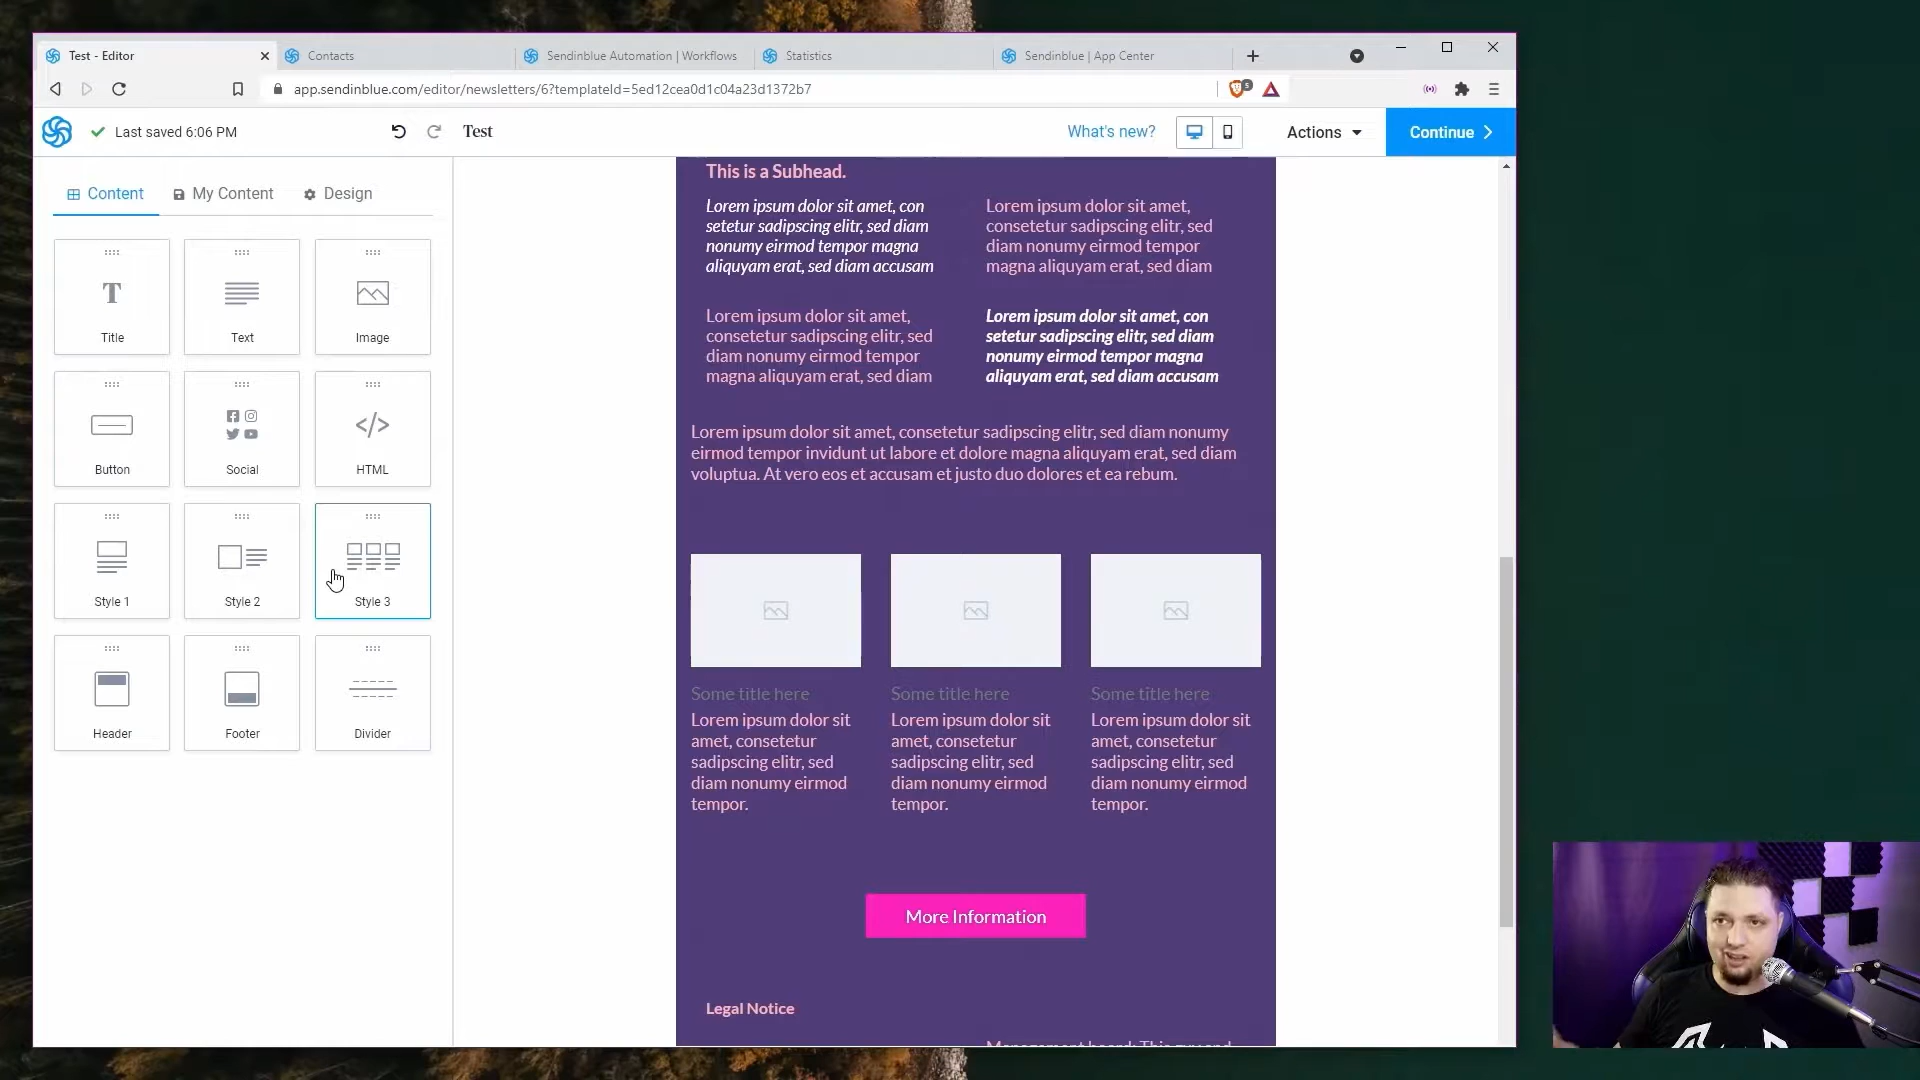 Test - Editor
Contacts
Sendinblue Automation | Workflows
Statistics
Sendinblue | App Center
app.sendinblue.com/editor/newsletters/6?templateId=5ed12cea0d1c04a23d1372b7
5
Last saved 6:06 PM
Test
What's new?
Actions
Continue
Content
My Content
Design
T
Title
Text
Image
Button
Social
</>
HTML
Style 1
Style 2
Style 3
Header
Footer
Divider
This is a Subhead.
Lorem ipsum dolor sit amet, con
setetur sadipscing elitr, sed diam
nonumy eirmod tempor magna
aliquyam erat, sed diam accusam
Lorem ipsum dolor sit amet,
consetetur sadipscing elitr, sed
diam nonumy eirmod tempor
magna aliquyam erat, sed diam
Lorem ipsum dolor sit amet,
consetetur sadipscing elitr, sed
diam nonumy eirmod tempor
magna aliquyam erat, sed diam
Lorem ipsum dolor sit amet, con
setetur sadipscing elitr, sed diam
nonumy eirmod tempor magna
aliquyam erat, sed diam accusam
Lorem ipsum dolor sit amet, consetetur sadipscing elitr, sed diam nonumy
eirmod tempor invidunt ut labore et dolore magna aliquyam erat, sed diam
voluptua. At vero eos et accusam et justo duo dolores et ea rebum.
Some title here
Lorem ipsum dolor sit
amet, consetetur
sadipscing elitr, sed
diam nonumy eirmod
tempor.
Some title here
Lorem ipsum dolor sit
amet, consetetur
sadipscing elitr, sed
diam nonumy eirmod
tempor.
Some title here
Lorem ipsum dolor sit
amet, consetetur
sadipscing elitr, sed
diam nonumy eirmod
tempor.
More Information
Legal Notice